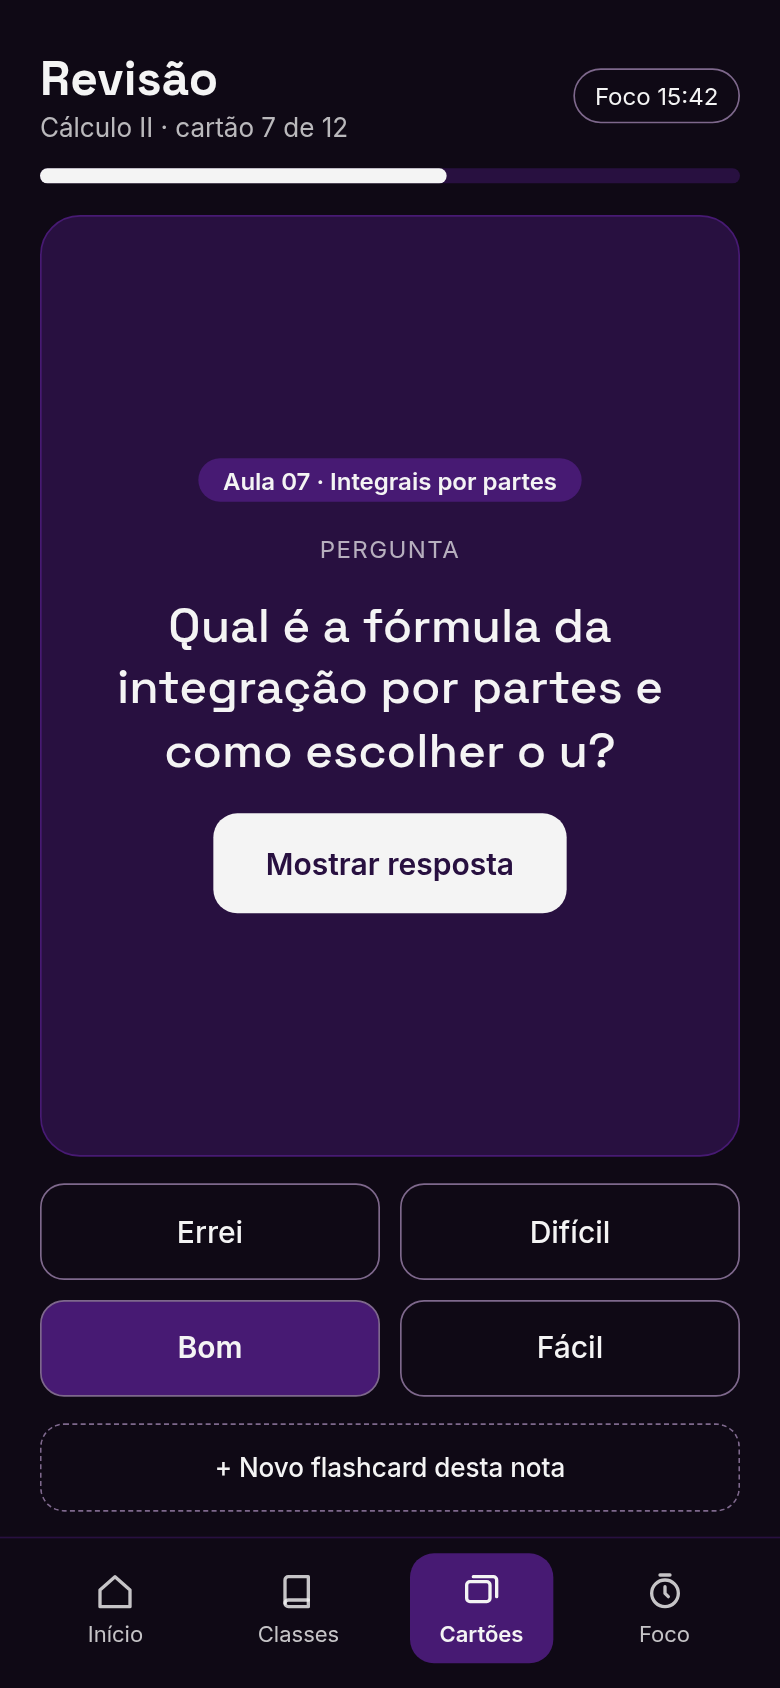 Revisão
Foco 15:42
Cálculo II · cartão 7 de 12
Aula 07 · Integrais por partes
PERGUNTA
Qual é a fórmula da
integração por partes e
como escolher o u?
Mostrar resposta
Errei
Difícil
Bom
Fácil
+ Novo flashcard desta nota
Início
Classes
Cartões
Foco